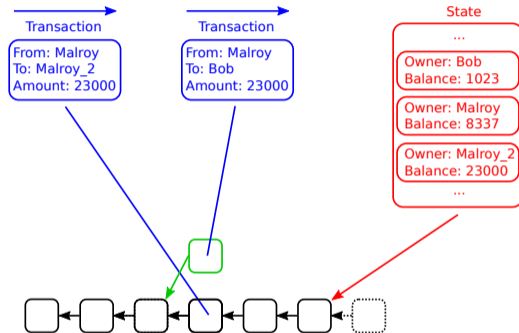 Transaction
From: Malroy
To: Malroy_2
Amount: 23000
Transaction
From: Malroy
To: Bob
Amount: 23000
State
...
Owner: Bob
Balance: 1023
Owner: Malroy
Balance: 8337
Owner: Malroy_2
Balance: 23000
...